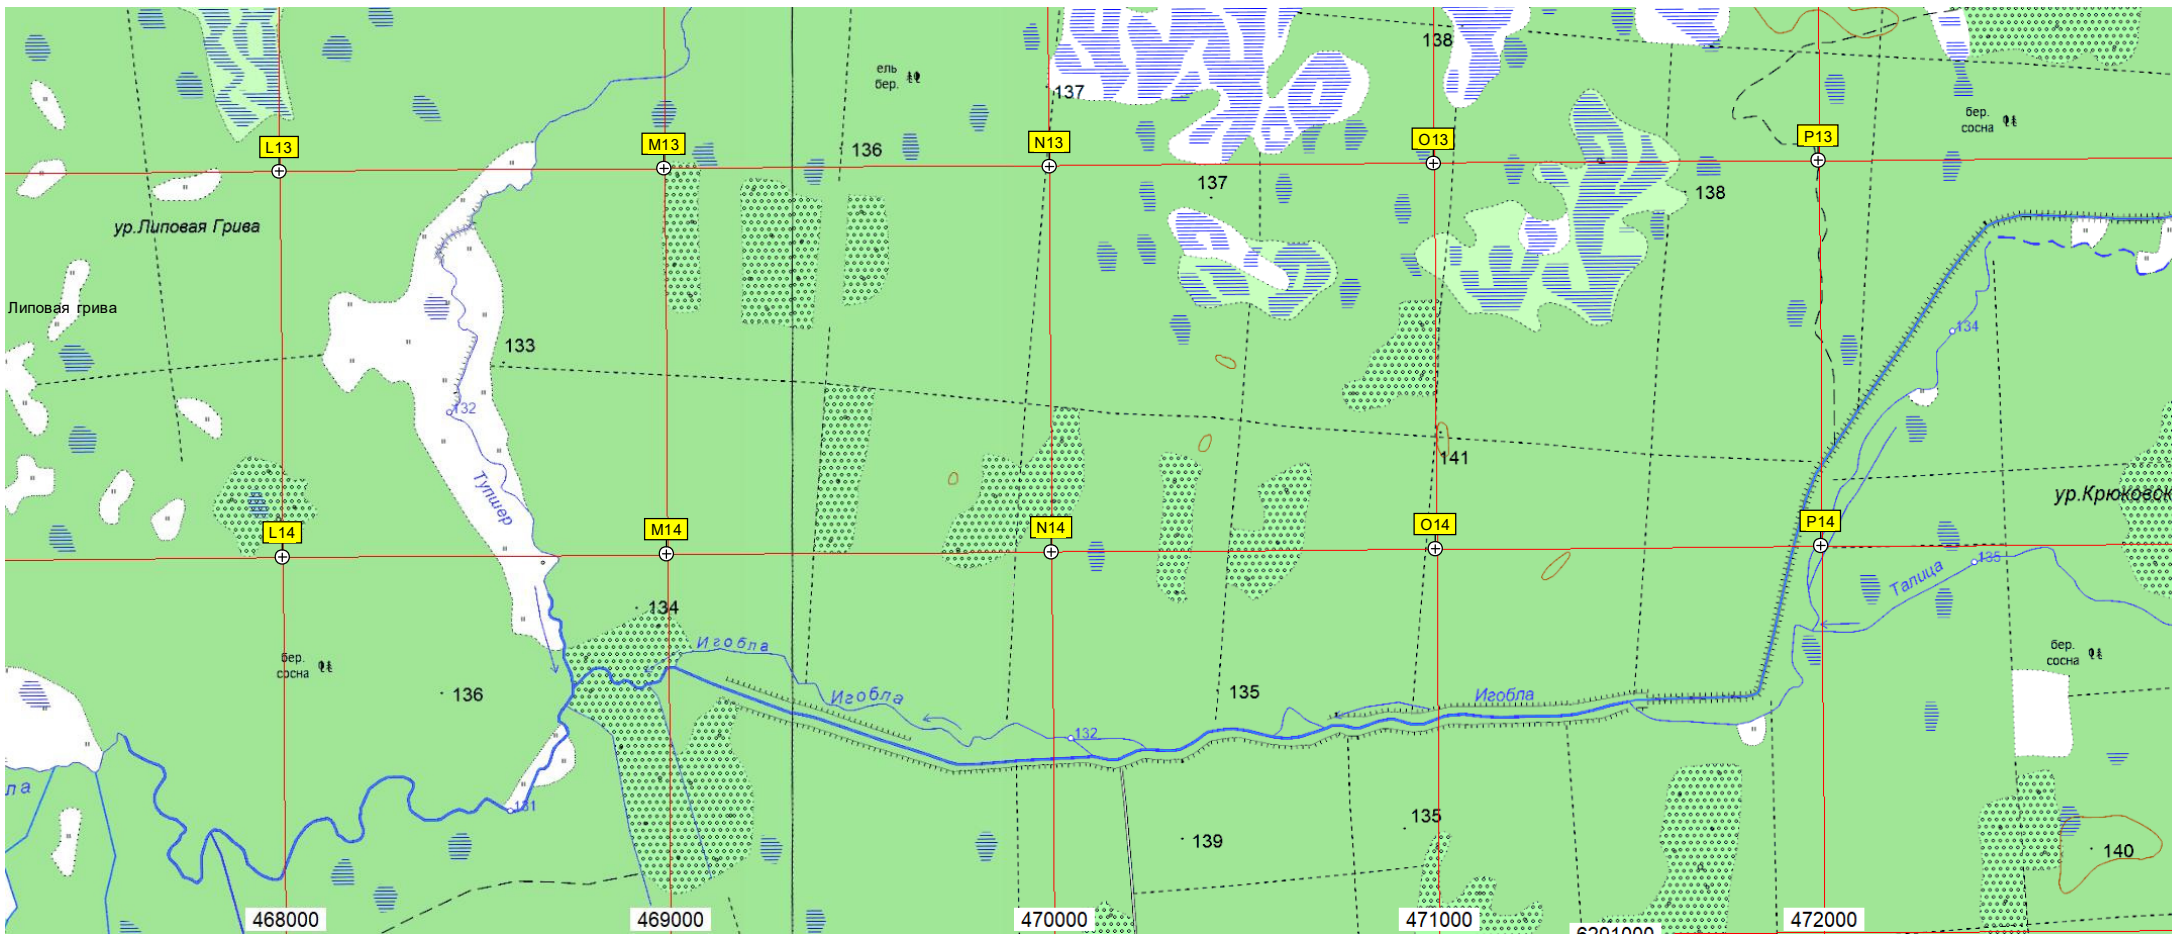 138
ель
бер.
137
бер.
сосна
L13
M13
136
N13
O13
P13
137
138
ур.Липовая Грива
Липовая грива
133
134
132
141
Тупшер
ур.Крюковск
L14
M14
N14
O14
P14
135
Талица
134
Игобла
бер.
сосна
бер.
сосна
136
Игобла
135
Игобла
132
ла
131
135
139
140
468000
469000
470000
471000
472000
6291000